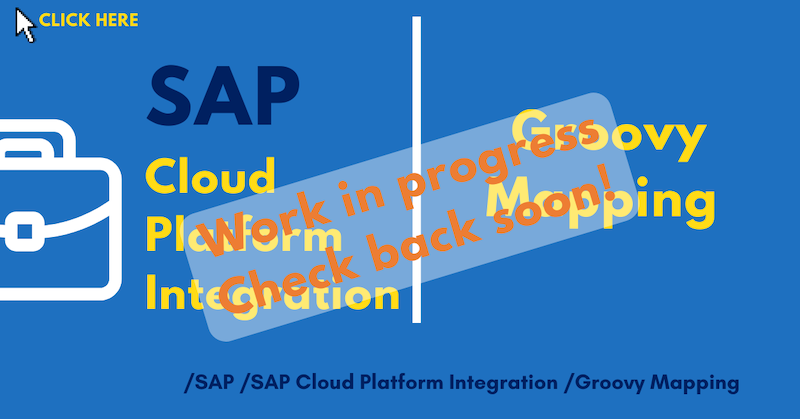 CLICK HERE
SAP
Cloud
Platform
Integration
Groovy
Mapping
Work in progress
Check back soon!
/SAP /SAP Cloud Platform Integration /Groovy Mapping